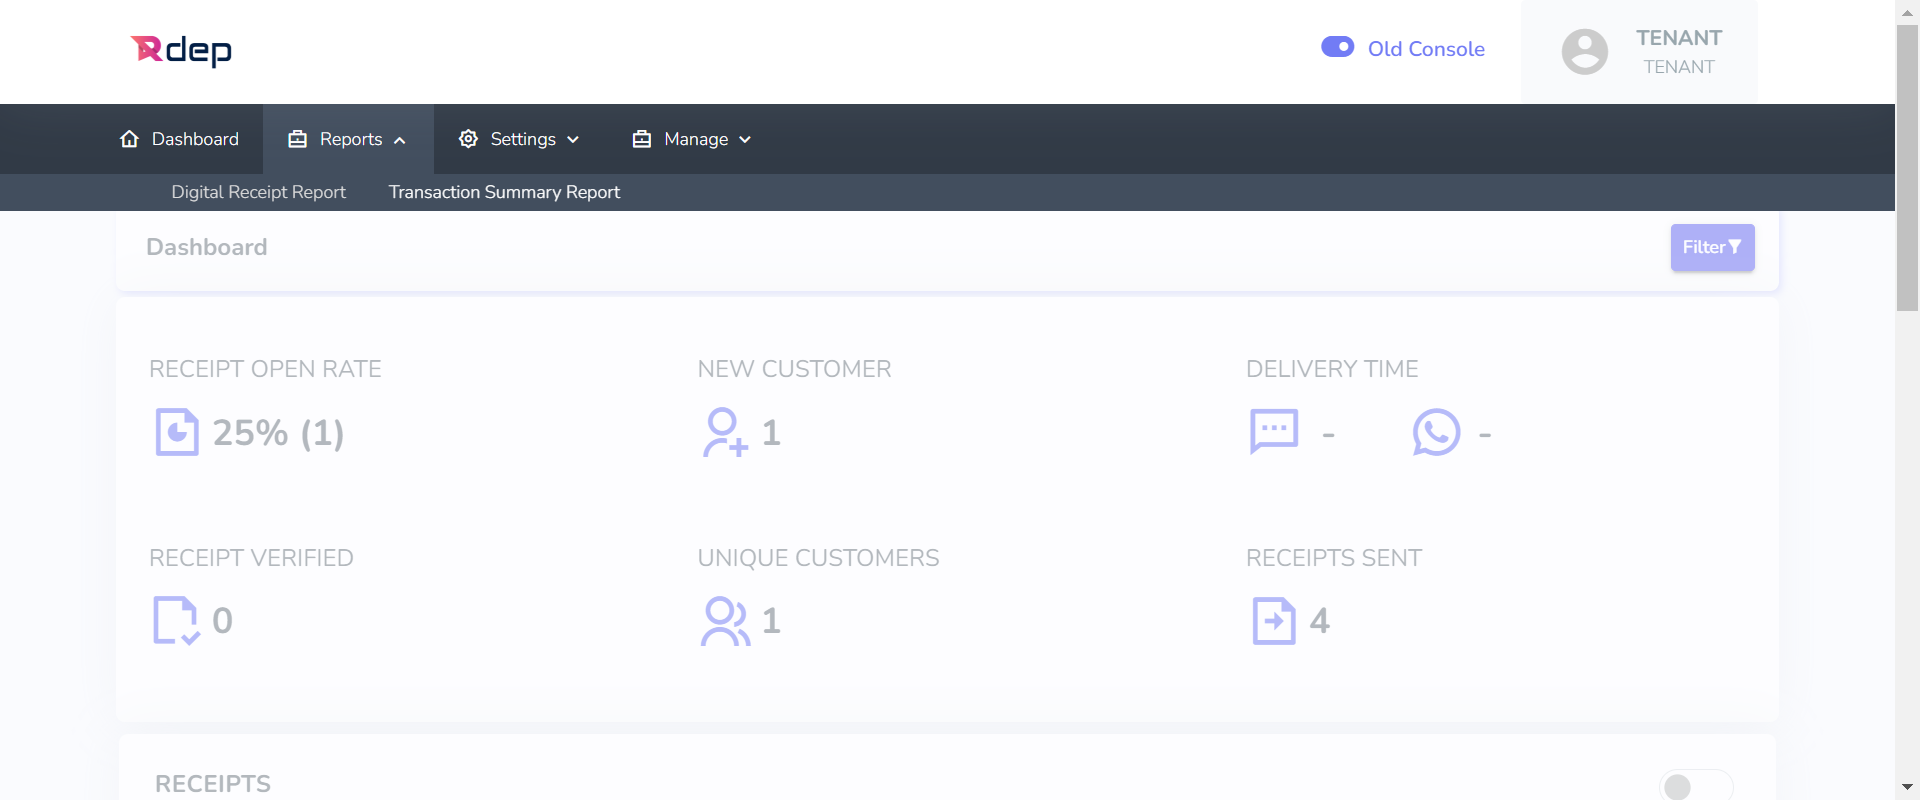 Rdep
Old Console
TENANT
TENANT
Dashboard
Reports
Settings
Manage
Digital Receipt Report
Transaction Summary Report
Dashboard
Filter
RECEIPT OPEN RATE
NEW CUSTOMER
DELIVERY TIME
25% (1)
1
-
-
RECEIPT VERIFIED
UNIQUE CUSTOMERS
RECEIPTS SENT
0
1
4
RECEIPTS